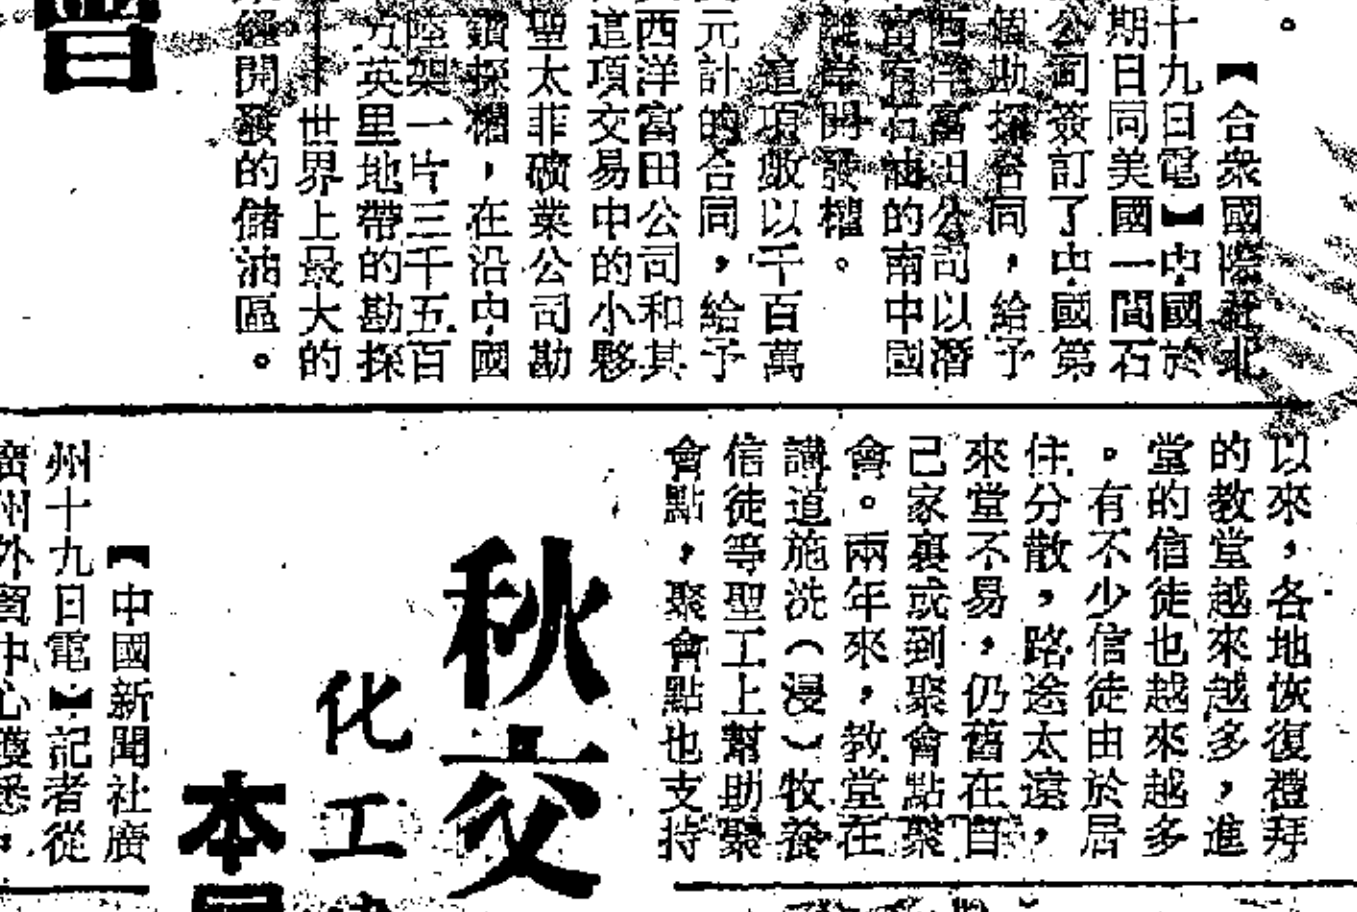 。
【合衆國際社北
十九日電】中國於
期日同美國一間石
公司簽訂了中國第
個勘探合同，給予
西洋富田公司以潛
富有石油的南中國
離岸開發權。
這項數以千百萬
元計的合同，給予
西洋富田公司和其
這項交易中的小夥
聖太菲礦業公司勘
鑽探權，在沿中國
陸架一片三千五百
方英里地帶的勘探
十世界上最大的
經開發的儲油區。
以來，各地恢復禮拜
的教堂越來越多，進
堂的信徒也越來越多
。有不少信徒由於居
住分散，路途太遠，
來堂不易，仍舊在自
己家裏或到聚會點聚
會。兩年來，教堂在
講道施洗（浸）牧養
信徒等聖工上幫助聚
會點，聚會點也支持
秋交
化工
本
【中國新聞社廣
州十九日電】記者從
廣州外貿中心獲悉，